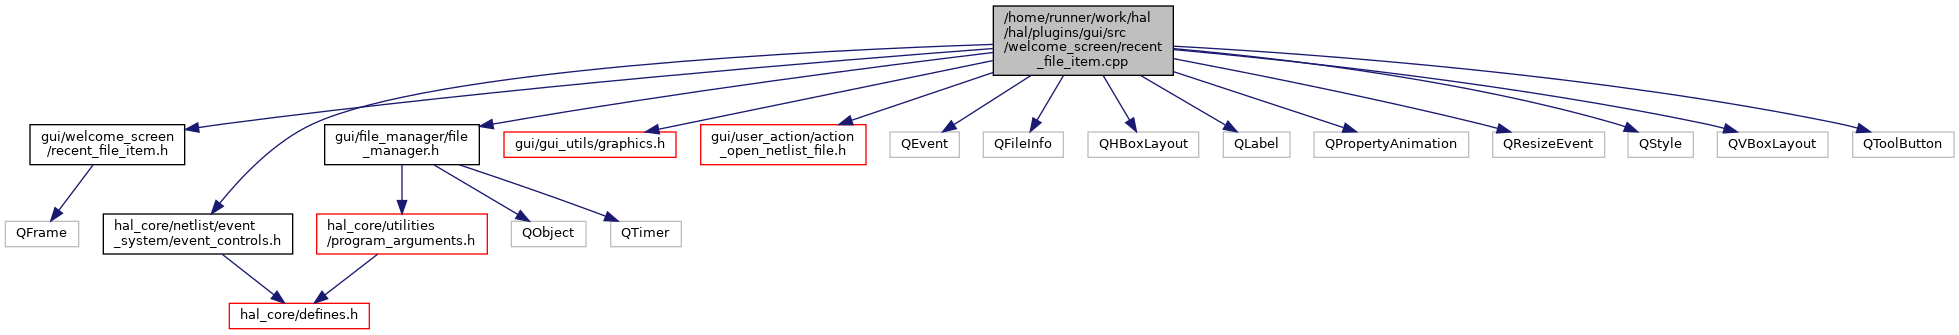 /home/runner/work/hal
/hal/plugins/gui/src
/welcome_screen/recent
_file_item.cpp
gui/welcome_screen
/recent_file_item.h
gui/file_manager/file
_manager.h
gui/gui_utils/graphics.h
gui/user_action/action
_open_netlist_file.h
QEvent
QFileInfo
QHBoxLayout
QLabel
QPropertyAnimation
QResizeEvent
QStyle
QVBoxLayout
QToolButton
QFrame
hal_core/netlist/event
_system/event_controls.h
hal_core/utilities
/program_arguments.h
QObject
QTimer
hal_core/defines.h